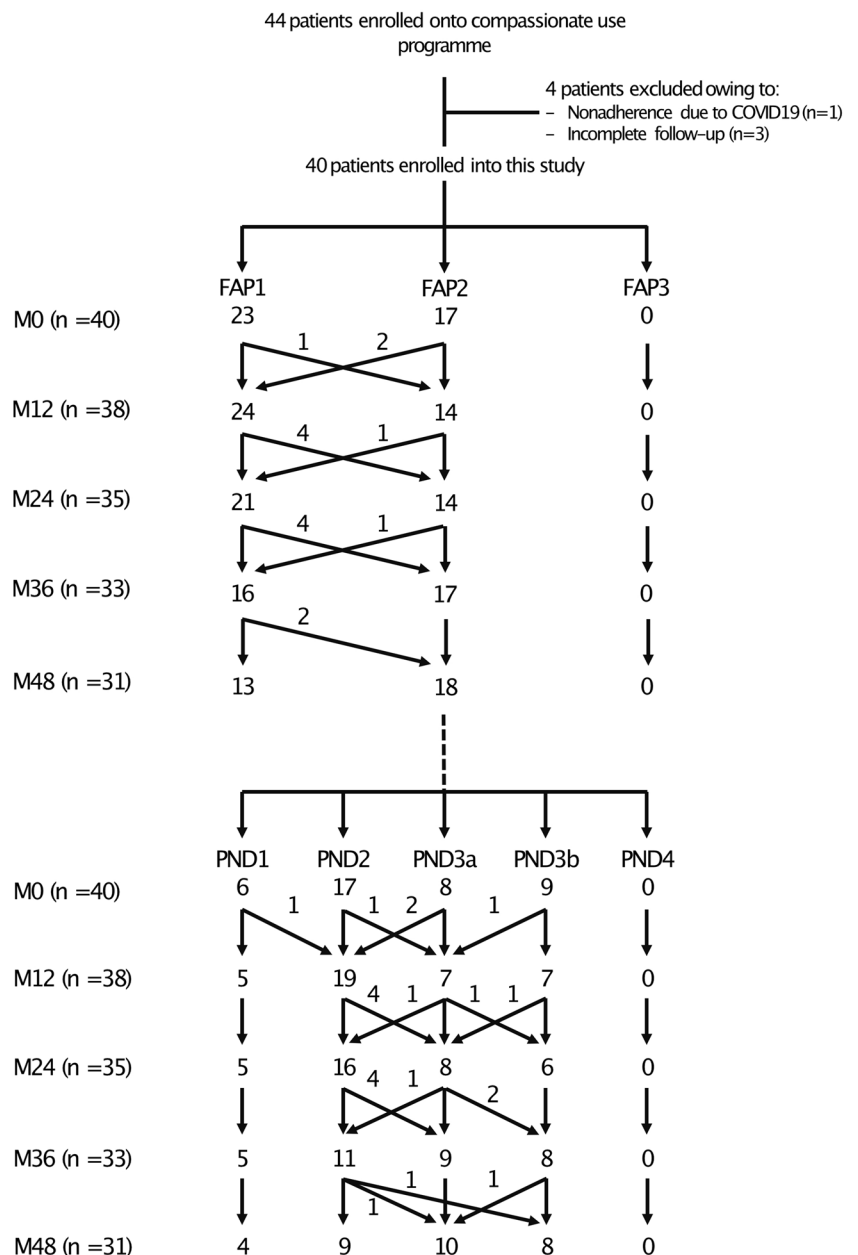 44 patients enrolled onto compassionate use
programme
4 patients excluded owing to:
– Nonadherence due to COVID19 (n=1)
– Incomplete follow-up (n=3)
40 patients enrolled into this study
FAP1 FAP2 FAP3
M0 (n =40) 23 17 0
1 2
M12 (n =38) 24 14 0
4 1
M24 (n =35) 21 14 0
4 1
M36 (n =33) 16 17 0
2
M48 (n =31) 13 18 0
PND1 PND2 PND3a PND3b PND4
M0 (n =40) 6 17 8 9 0
1 1 2 1
M12 (n =38) 5 19 7 7 0
4 1 1 1
M24 (n =35) 5 16 8 6 0
4 1 2
M36 (n =33) 5 11 9 8 0
1 1
1
M48 (n =31) 4 9 10 8 0